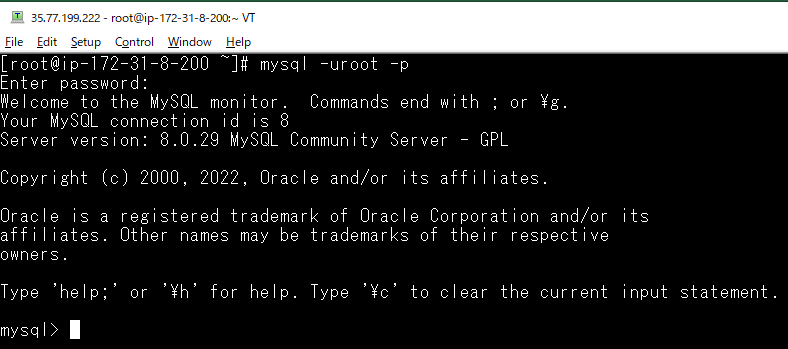 35.77.199.222 - root@ip-172-31-8-200:~ VT
File Edit Setup Control Window Help
[root@ip-172-31-8-200 ~]# mysql -uroot -p
Enter password:
Welcome to the MySQL monitor.  Commands end with ; or ¥g.
Your MySQL connection id is 8
Server version: 8.0.29 MySQL Community Server - GPL
Copyright (c) 2000, 2022, Oracle and/or its affiliates.
Oracle is a registered trademark of Oracle Corporation and/or its
affiliates. Other names may be trademarks of their respective
owners.
Type 'help;' or '¥h' for help. Type '¥c' to clear the current input statement.
mysql>